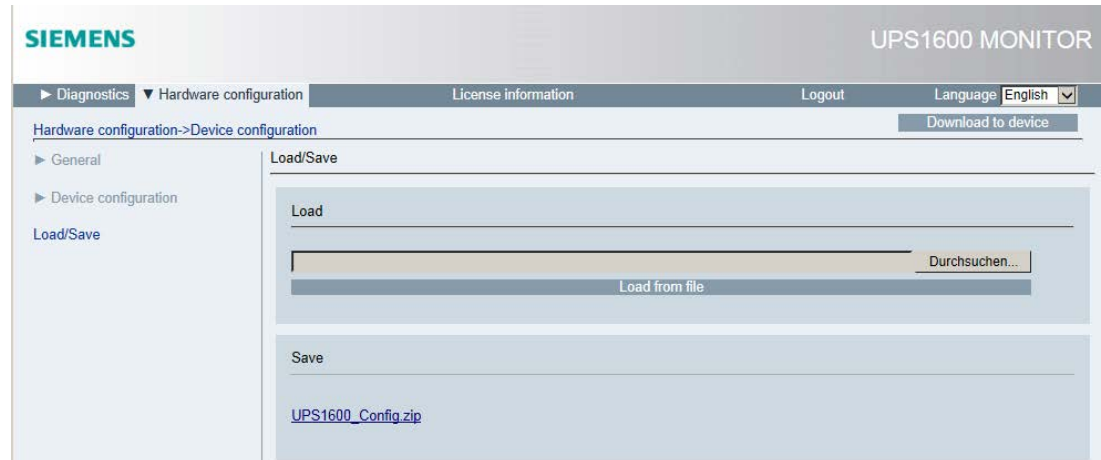 SIEMENS
UPS1600 MONITOR
► Diagnostics ▼ Hardware configuration License information Logout Language English
Hardware configuration->Device configuration Download to device
► General
► Device configuration
Load/Save
Load/Save
Load
Durchsuchen...
Load from file
Save
UPS1600_Config.zip